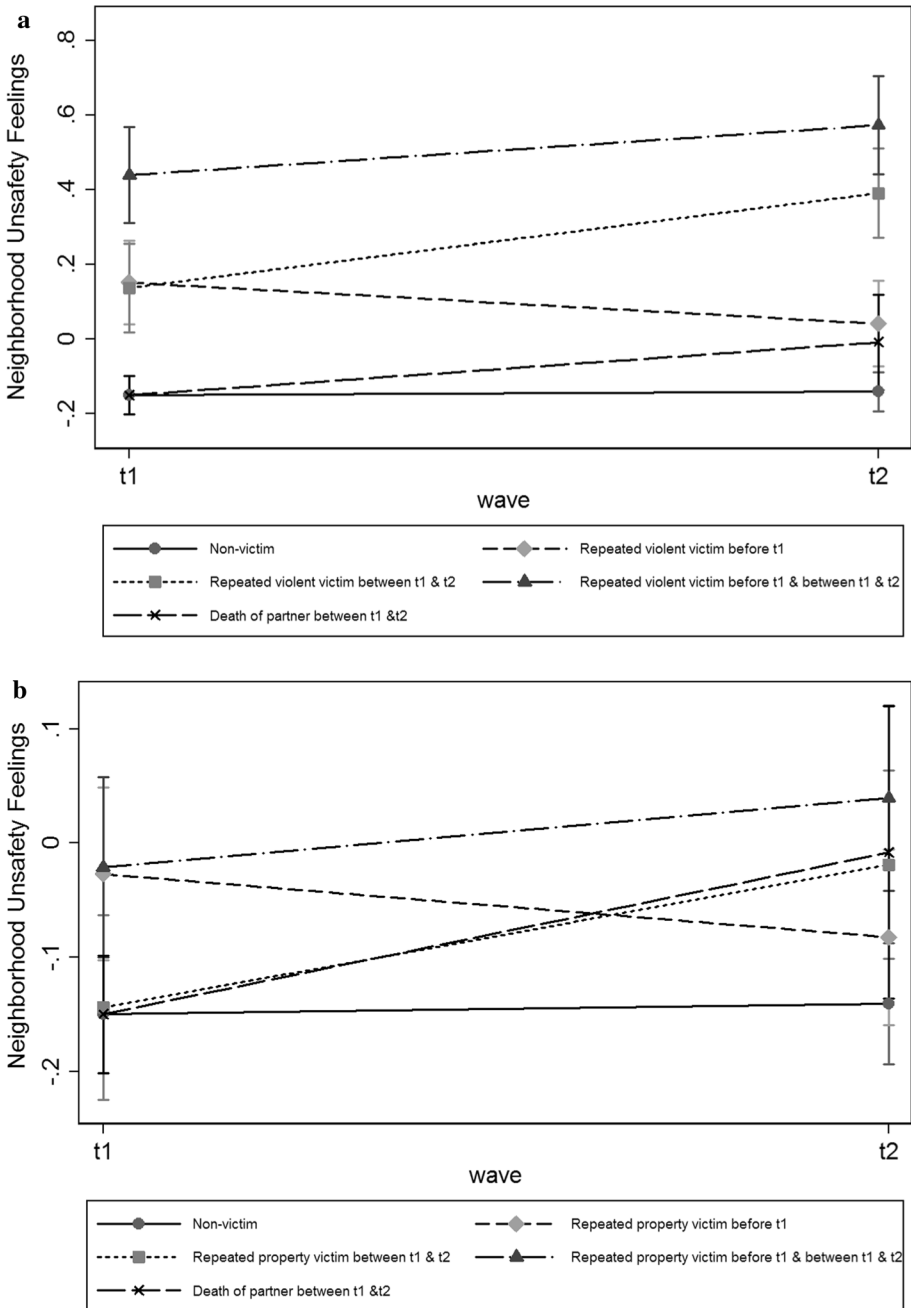 a
Neighborhood Unsafety Feelings
.8
.6
.4
.2
0
-.2
t1
t2
wave
Non-victim
Repeated violent victim before t1
Repeated violent victim between t1 & t2
Repeated violent victim before t1 & between t1 & t2
Death of partner between t1 &t2
b
Neighborhood Unsafety Feelings
.1
0
-.1
-.2
t1
t2
wave
Non-victim
Repeated property victim before t1
Repeated property victim between t1 & t2
Repeated property victim before t1 & between t1 & t2
Death of partner between t1 &t2